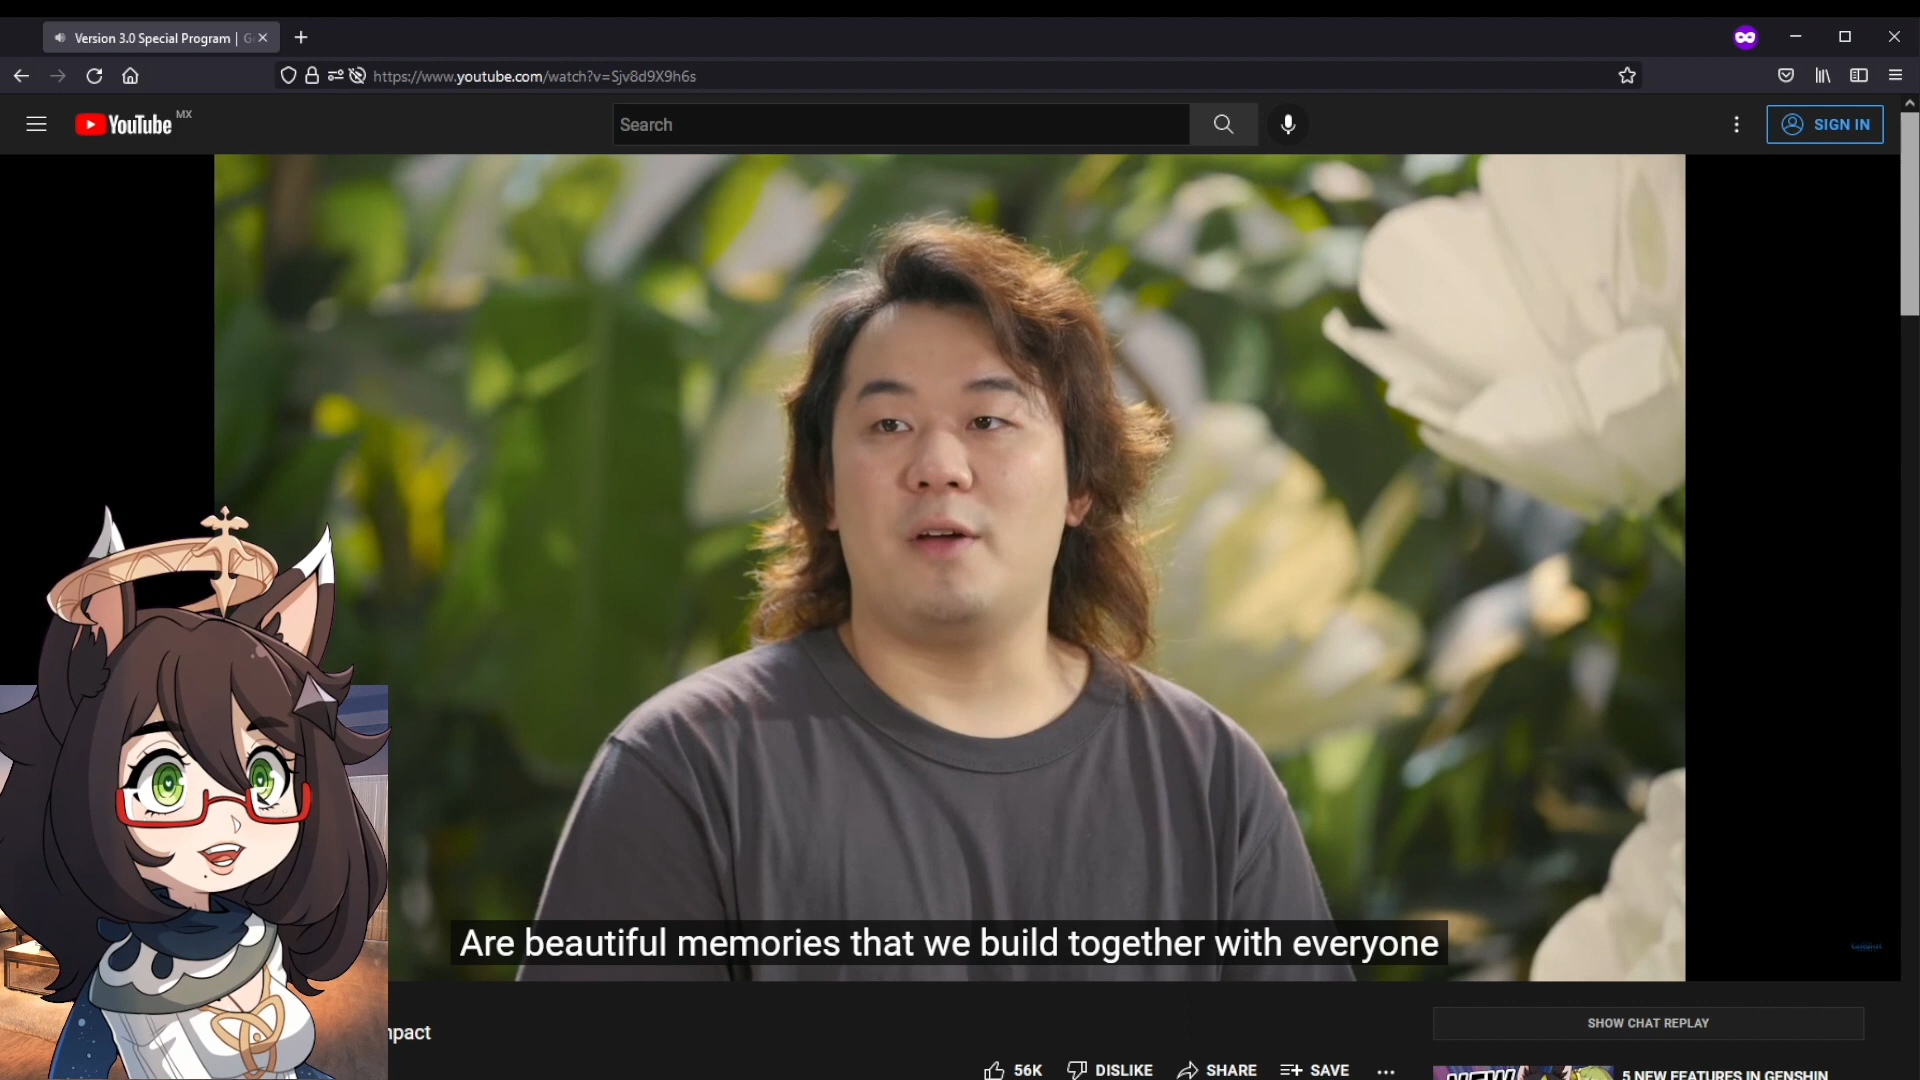 Version 3.0 Special Program | G
https://www.youtube.com/watch?v=Sjv8d9X9h6s
YouTube MX
Search
SIGN IN
Are beautiful memories that we build together with everyone
mpact
SHOW CHAT REPLAY
56K
DISLIKE
SHARE
SAVE
5 NEW FEATURES IN GENSHIN